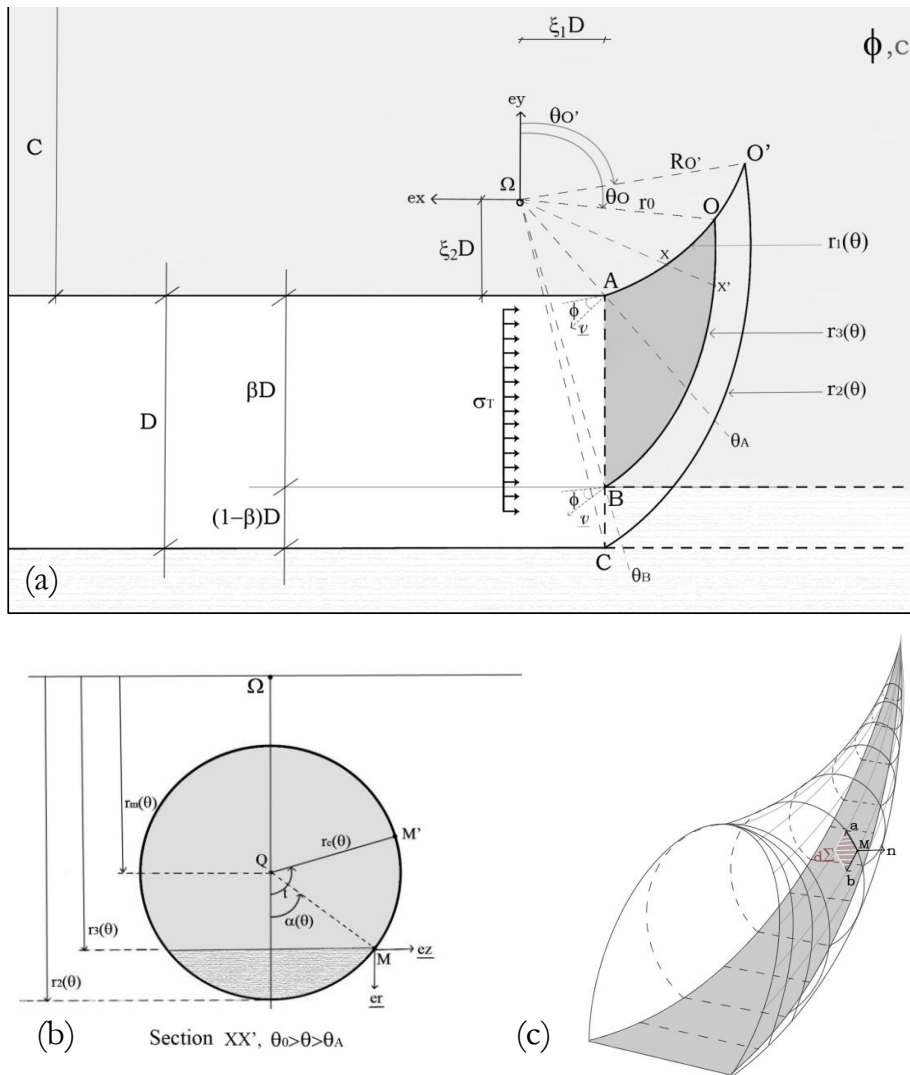 ξ₁D
ϕ,c
ey
θO'
C
O'
RO'
Ω
θO
r₀
O
ex
r₁(θ)
ξ₂D
x
A
x'
ϕ
v
r₃(θ)
βD
σT
r₂(θ)
D
θA
ϕ
B
v
(1−β)D
C
θB
(a)
Ω
rm(θ)
rc(θ)
M'
Q
t
α(θ)
r₃(θ)
M
ez
r₂(θ)
er
(b)
Section XX', θ₀>θ>θA
a
M
n
dΣ
b
(c)